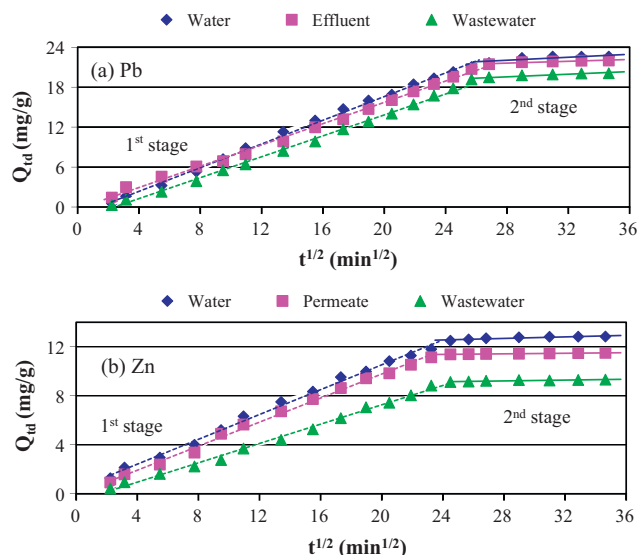 Water Effluent Wastewater
24
18
12
6
0
(a) Pb
1st stage
2nd stage
Qtd (mg/g)
0 4 8 12 16 20 24 28 32 36
t1/2 (min1/2)
Water Permeate Wastewater
12
8
4
0
(b) Zn
1st stage
2nd stage
Qtd (mg/g)
0 4 8 12 16 20 24 28 32 36
t1/2 (min1/2)